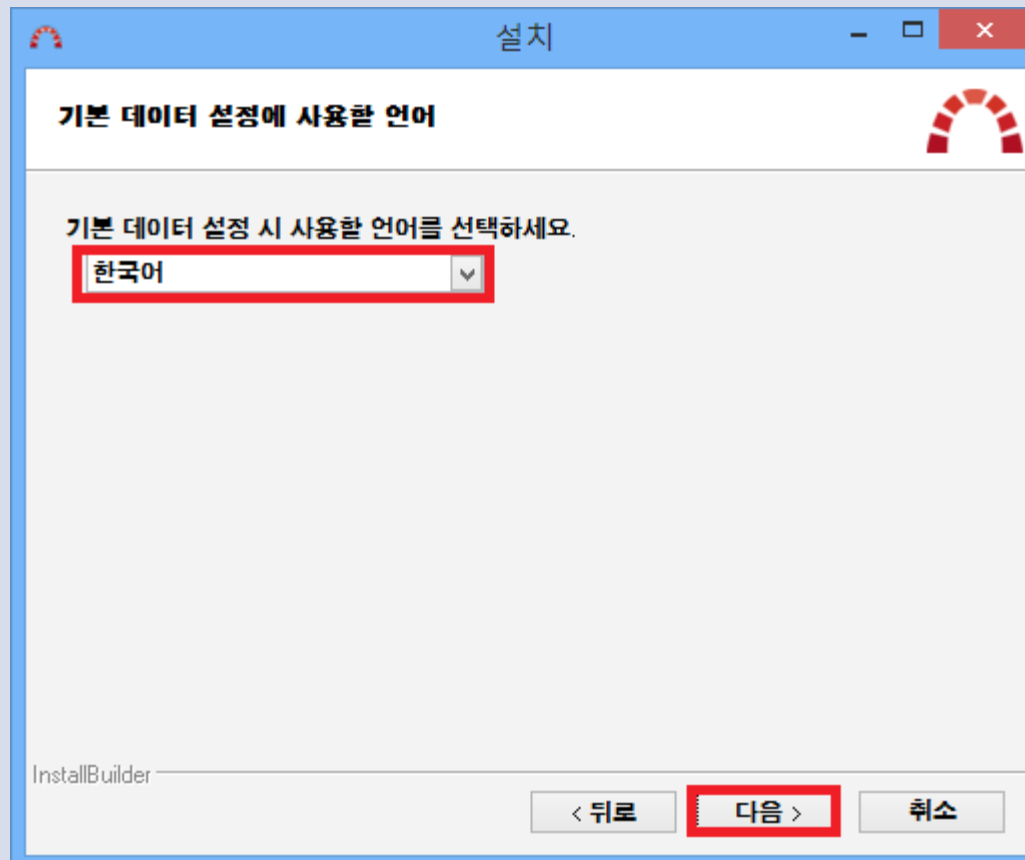 설치
기본 데이터 설정에 사용할 언어
기본 데이터 설정 시 사용할 언어를 선택하세요.
한국어
InstallBuilder
< 뒤로 다음 > 취소